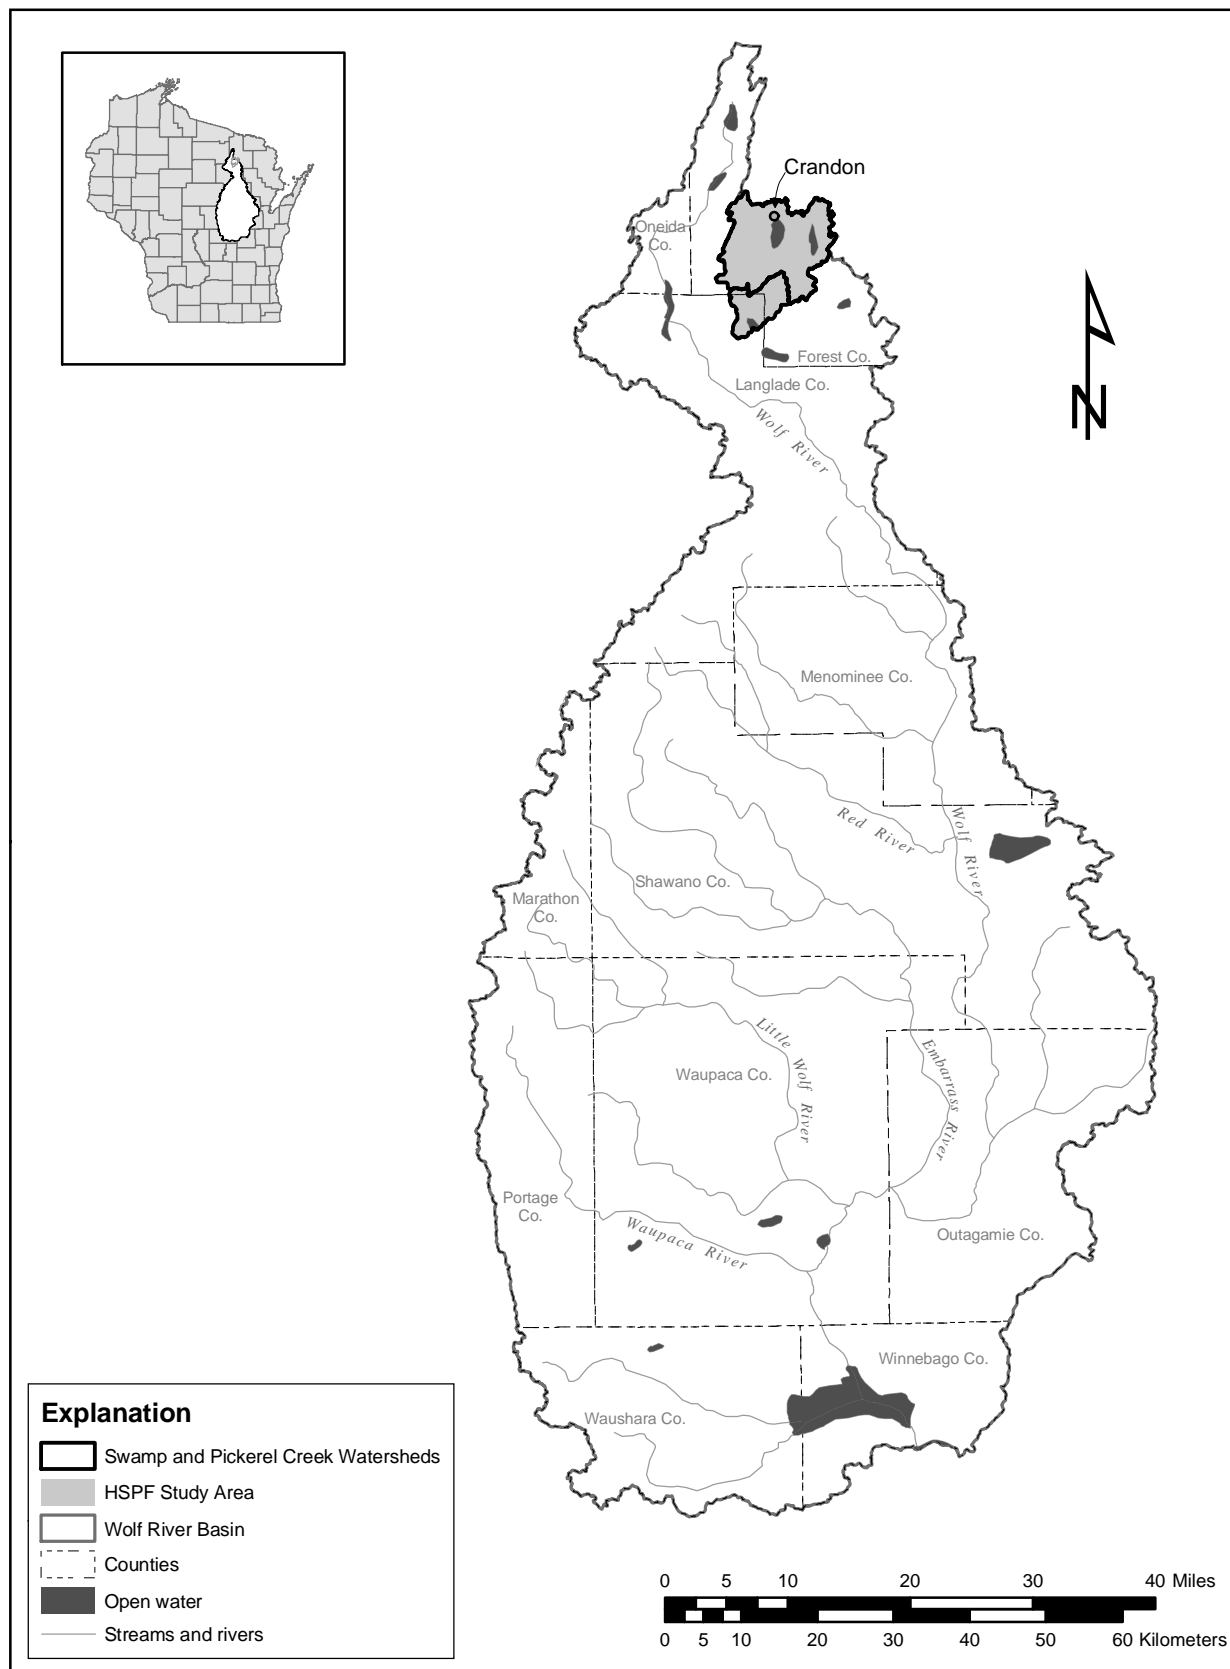 Crandon
Oneida
Co.
Forest Co.
Langlade Co.
Wolf River
N
Menominee Co.
Red River
Wolf River
Shawano Co.
Marathon
Co.
Little Wolf River
Embarrass River
Waupaca Co.
Portage
Co.
Waupaca River
Outagamie Co.
Winnebago Co.
Waushara Co.
Explanation
Swamp and Pickerel Creek Watersheds
HSPF Study Area
Wolf River Basin
Counties
Open water
Streams and rivers
0 5 10 20 30 40 Miles
0 5 10 20 30 40 50 60 Kilometers